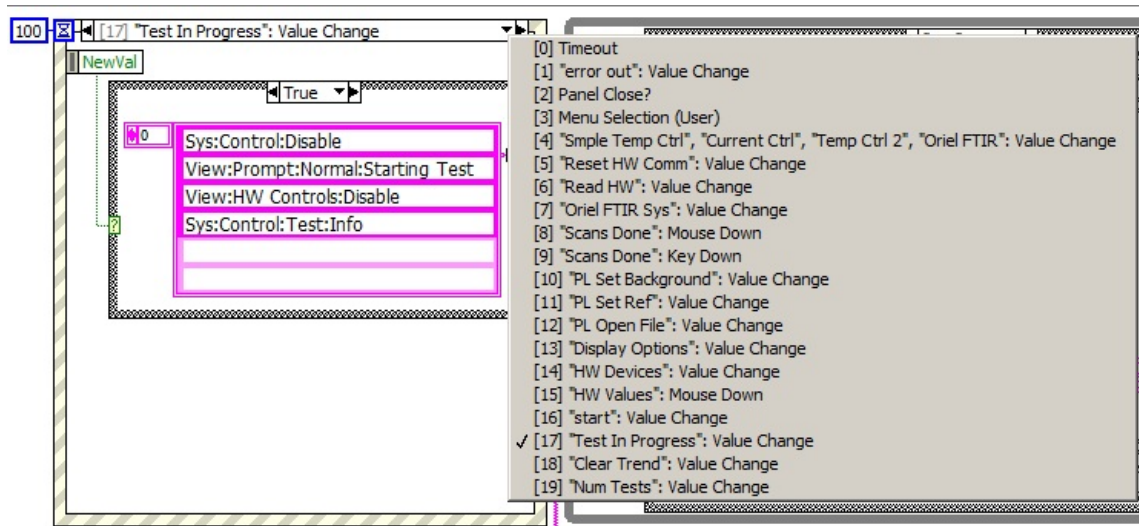 100
[17] "Test In Progress": Value Change
NewVal
True
0
Sys:Control:Disable
View:Prompt:Normal:Starting Test
View:HW Controls:Disable
Sys:Control:Test:Info
?
[0] Timeout
[1] "error out": Value Change
[2] Panel Close?
[3] Menu Selection (User)
[4] "Smple Temp Ctrl", "Current Ctrl", "Temp Ctrl 2", "Oriel FTIR": Value Change
[5] "Reset HW Comm": Value Change
[6] "Read HW": Value Change
[7] "Oriel FTIR Sys": Value Change
[8] "Scans Done": Mouse Down
[9] "Scans Done": Key Down
[10] "PL Set Background": Value Change
[11] "PL Set Ref": Value Change
[12] "PL Open File": Value Change
[13] "Display Options": Value Change
[14] "HW Devices": Value Change
[15] "HW Values": Mouse Down
[16] "start": Value Change
[17] "Test In Progress": Value Change
[18] "Clear Trend": Value Change
[19] "Num Tests": Value Change